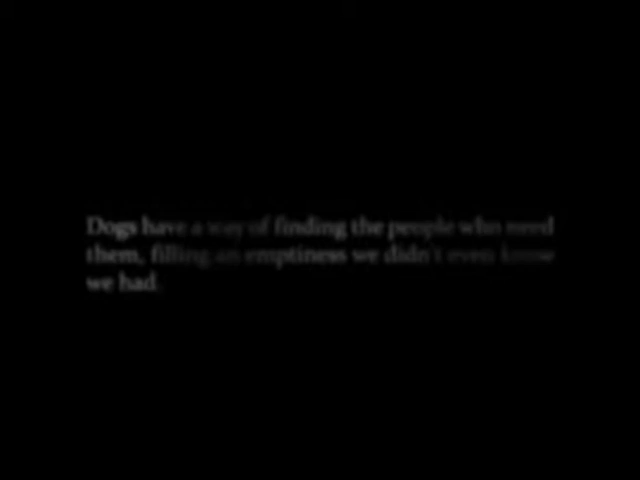 Dogs have a way of finding the people who need
them, filling an emptiness we didn't even know
we had.